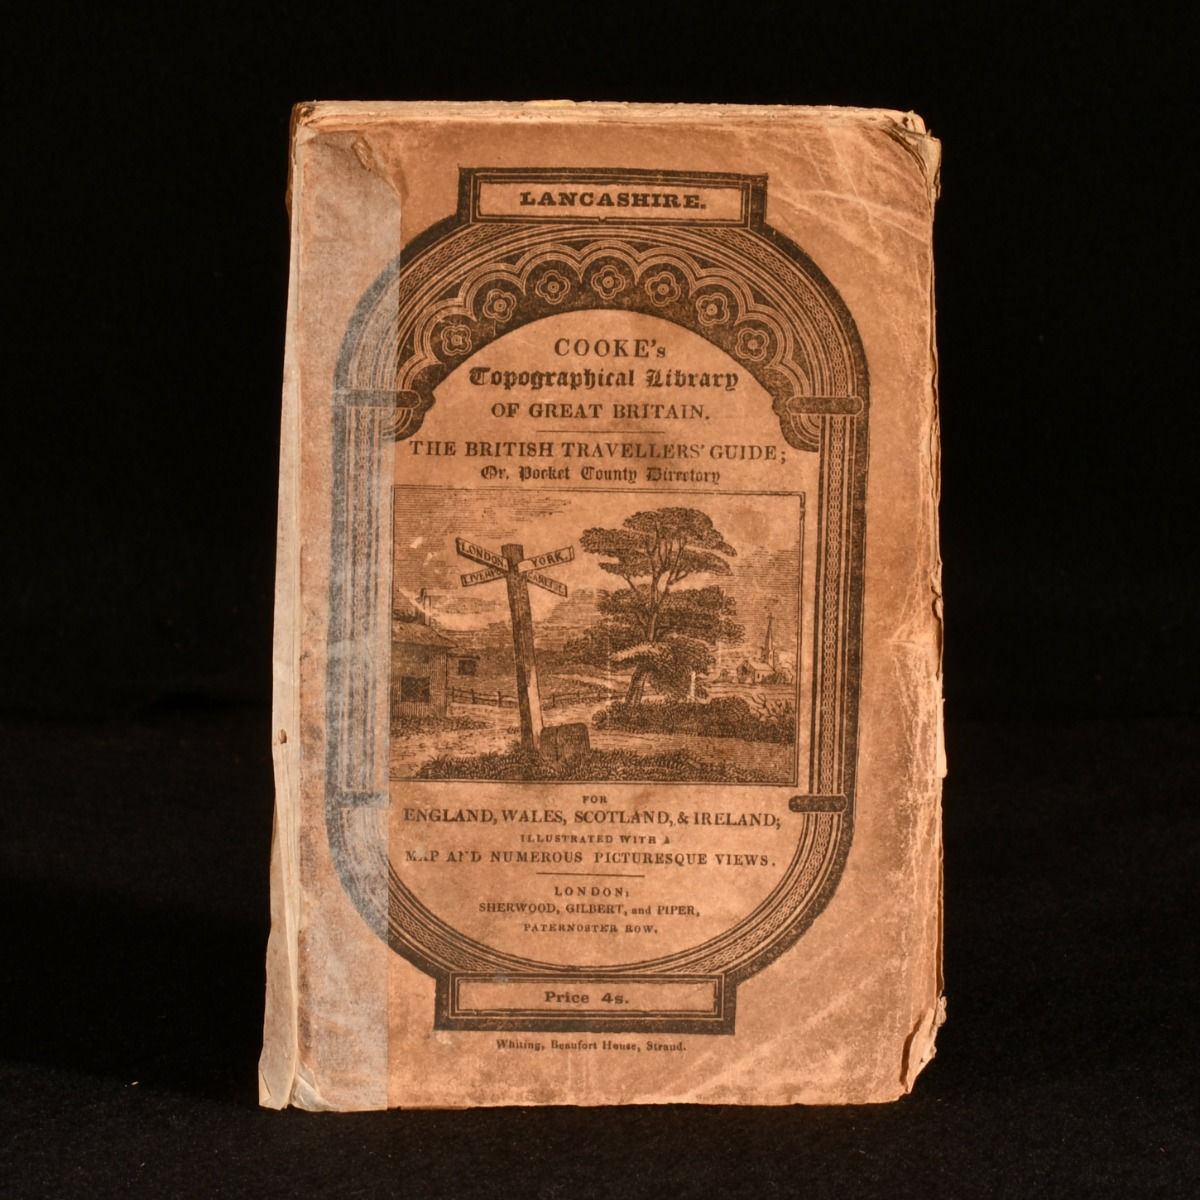 LANCASHIRE.
COOKE's
Topographical Library
OF GREAT BRITAIN.
THE BRITISH TRAVELLERS' GUIDE;
Or, Pocket County Directory
LONDON YORK.
FOR
ENGLAND, WALES, SCOTLAND, & IRELAND;
ILLUSTRATED WITH A
MAP AND NUMEROUS PICTURESQUE VIEWS.
LONDON:
SHERWOOD, GILBERT, and PIPER,
PATERNOSTER ROW.
Price 4s.
Whiting, Beaufort House, Strand.